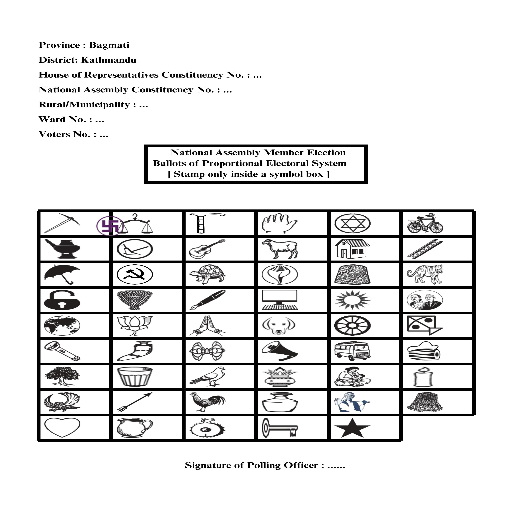 Province : Bagmati
District: Kathmandu
House of Representatives Constituency No. : ...
National Assembly Constituency No. : ...
Rural/Municipality : ...
Ward No. : ...
Voters No. : ...
National Assembly Member Election
Ballots of Proportional Electoral System
[ Stamp only inside a symbol box ]
Signature of Polling Officer : ......